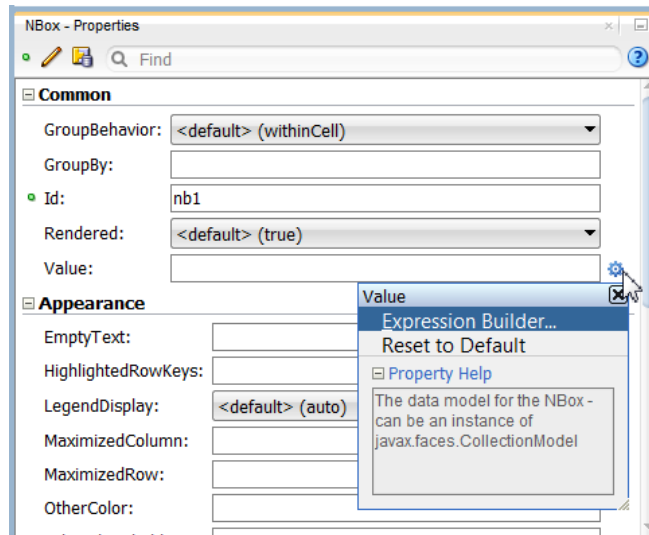 NBox - Properties
Find
Common
GroupBehavior: <default> (withinCell)
GroupBy:
Id: nb1
Rendered: <default> (true)
Value:
Appearance
EmptyText:
HighlightedRowKeys:
LegendDisplay: <default> (auto)
MaximizedColumn:
MaximizedRow:
OtherColor:
Value
Expression Builder...
Reset to Default
Property Help
The data model for the NBox -
can be an instance of
javax.faces.CollectionModel